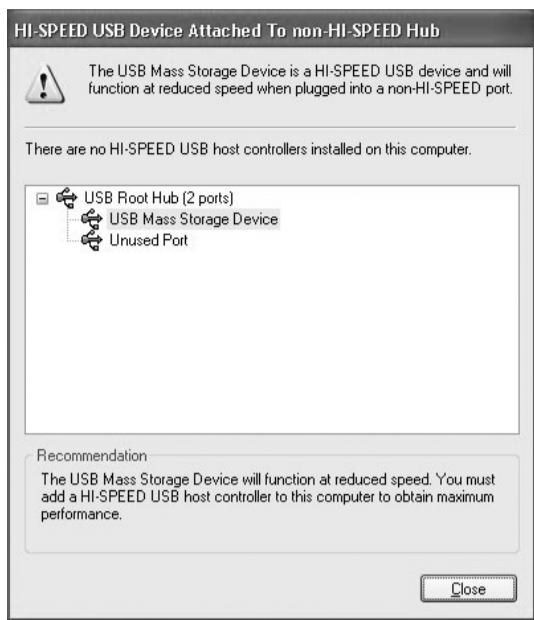 HI-SPEED USB Device Attached To non-HI-SPEED Hub
The USB Mass Storage Device is a HI-SPEED USB device and will
function at reduced speed when plugged into a non-HI-SPEED port.
There are no HI-SPEED USB host controllers installed on this computer.
USB Root Hub (2 ports)
USB Mass Storage Device
Unused Port
Recommendation
The USB Mass Storage Device will function at reduced speed. You must
add a HI-SPEED USB host controller to this computer to obtain maximum
performance.
Close